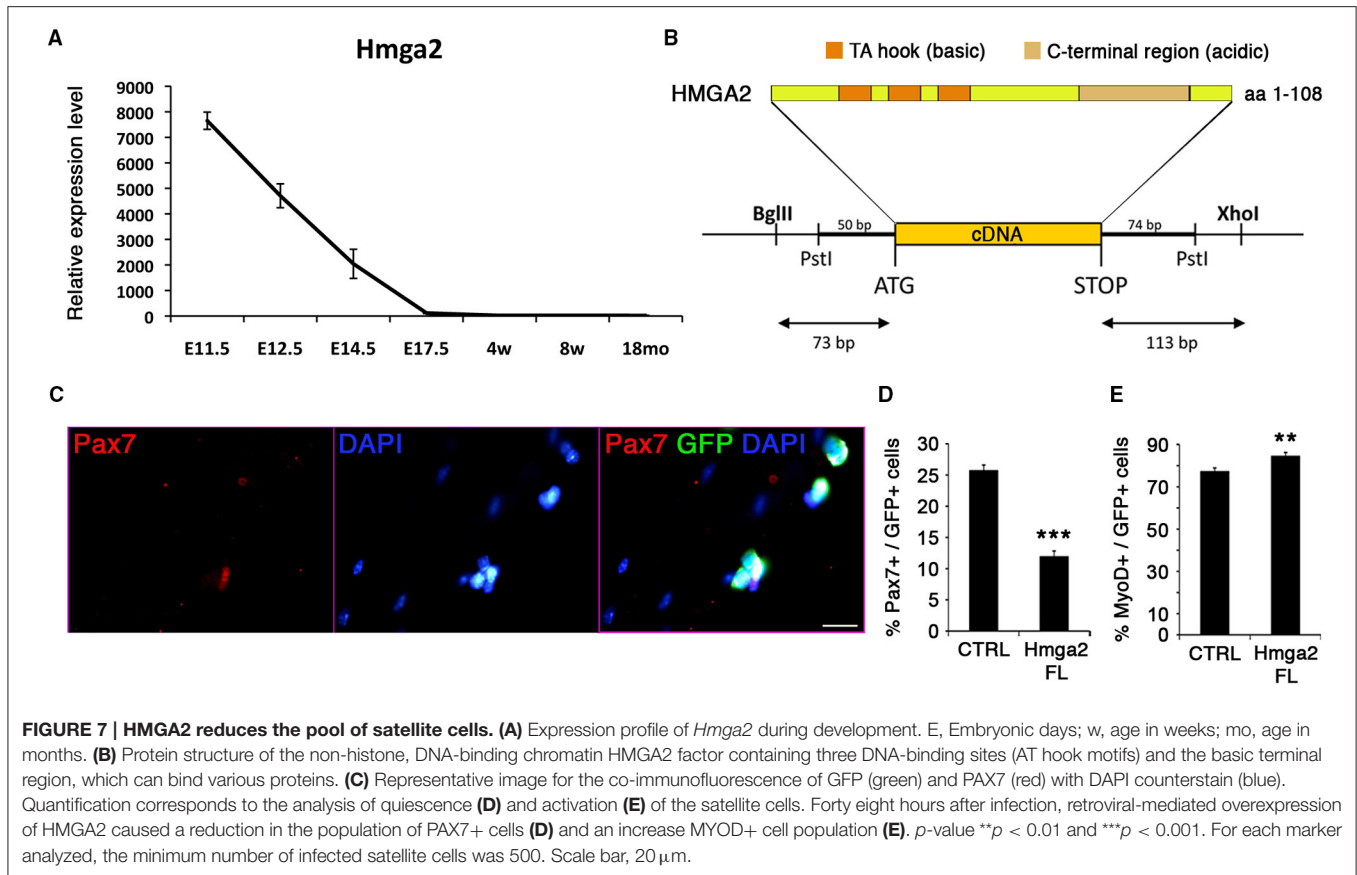 A
Hmga2
Relative expression level
9000
8000
7000
6000
5000
4000
3000
2000
1000
0
E11.5 E12.5 E14.5 E17.5 4w 8w 18mo
B
TA hook (basic) C-terminal region (acidic)
HMGA2 aa 1-108
BglII 50 bp cDNA 74 bp XhoI
PstI PstI
ATG STOP
73 bp 113 bp
C
Pax7
DAPI
Pax7 GFP DAPI
D
% Pax7+ / GFP+ cells
30
25
20
15
10
5
0
***
CTRL Hmga2
FL
E
% MyoD+ / GFP+ cells
90
70
50
30
10
0
**
CTRL Hmga2
FL
FIGURE 7 | HMGA2 reduces the pool of satellite cells. (A) Expression profile of Hmga2 during development. E, Embryonic days; w, age in weeks; mo, age in
months. (B) Protein structure of the non-histone, DNA-binding chromatin HMGA2 factor containing three DNA-binding sites (AT hook motifs) and the basic terminal
region, which can bind various proteins. (C) Representative image for the co-immunofluorescence of GFP (green) and PAX7 (red) with DAPI counterstain (blue).
Quantification corresponds to the analysis of quiescence (D) and activation (E) of the satellite cells. Forty eight hours after infection, retroviral-mediated overexpression
of HMGA2 caused a reduction in the population of PAX7+ cells (D) and an increase MYOD+ cell population (E). p-value **p < 0.01 and ***p < 0.001. For each marker
analyzed, the minimum number of infected satellite cells was 500. Scale bar, 20 μm.